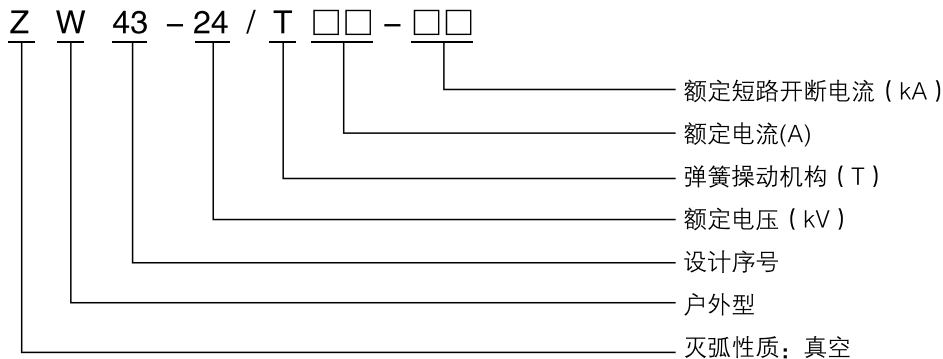 ZW43-24/T□□-□□
额定短路开断电流（kA）
额定电流(A)
弹簧操动机构（T）
额定电压（kV）
设计序号
户外型
灭弧性质：真空